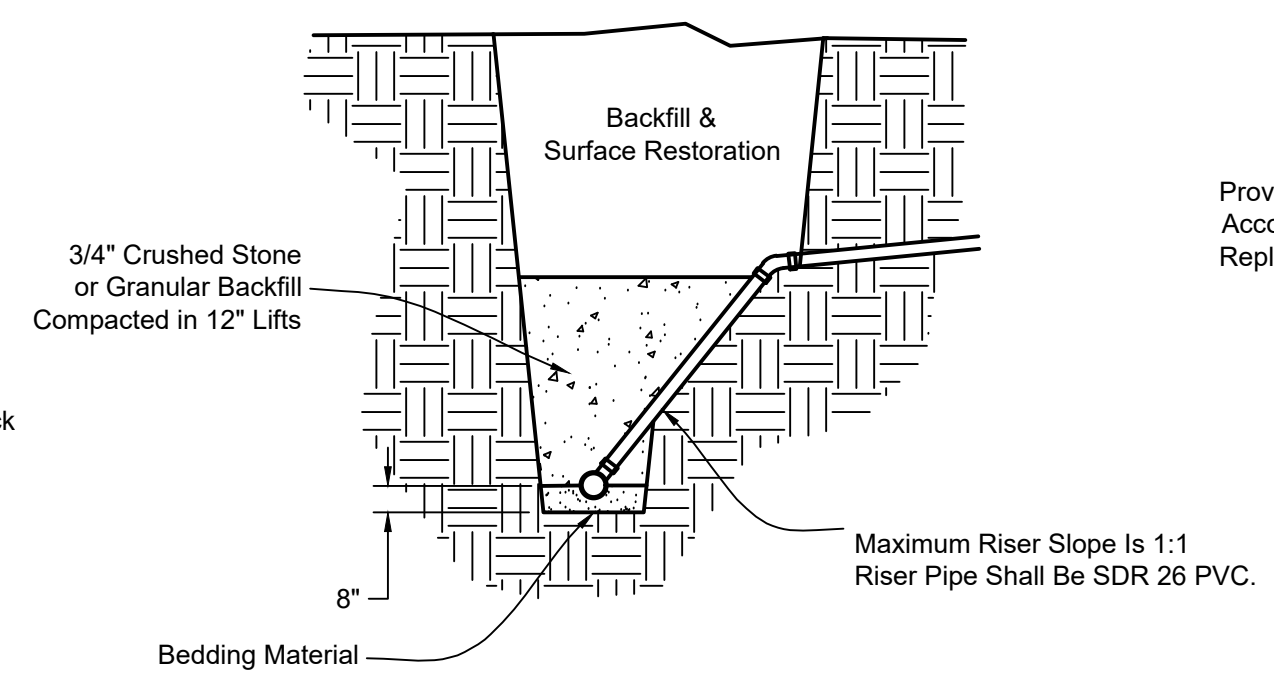 Backfill &
Surface Restoration
3/4" Crushed Stone
or Granular Backfill
Compacted in 12" Lifts
Maximum Riser Slope Is 1:1
Riser Pipe Shall Be SDR 26 PVC.
8"
Bedding Material